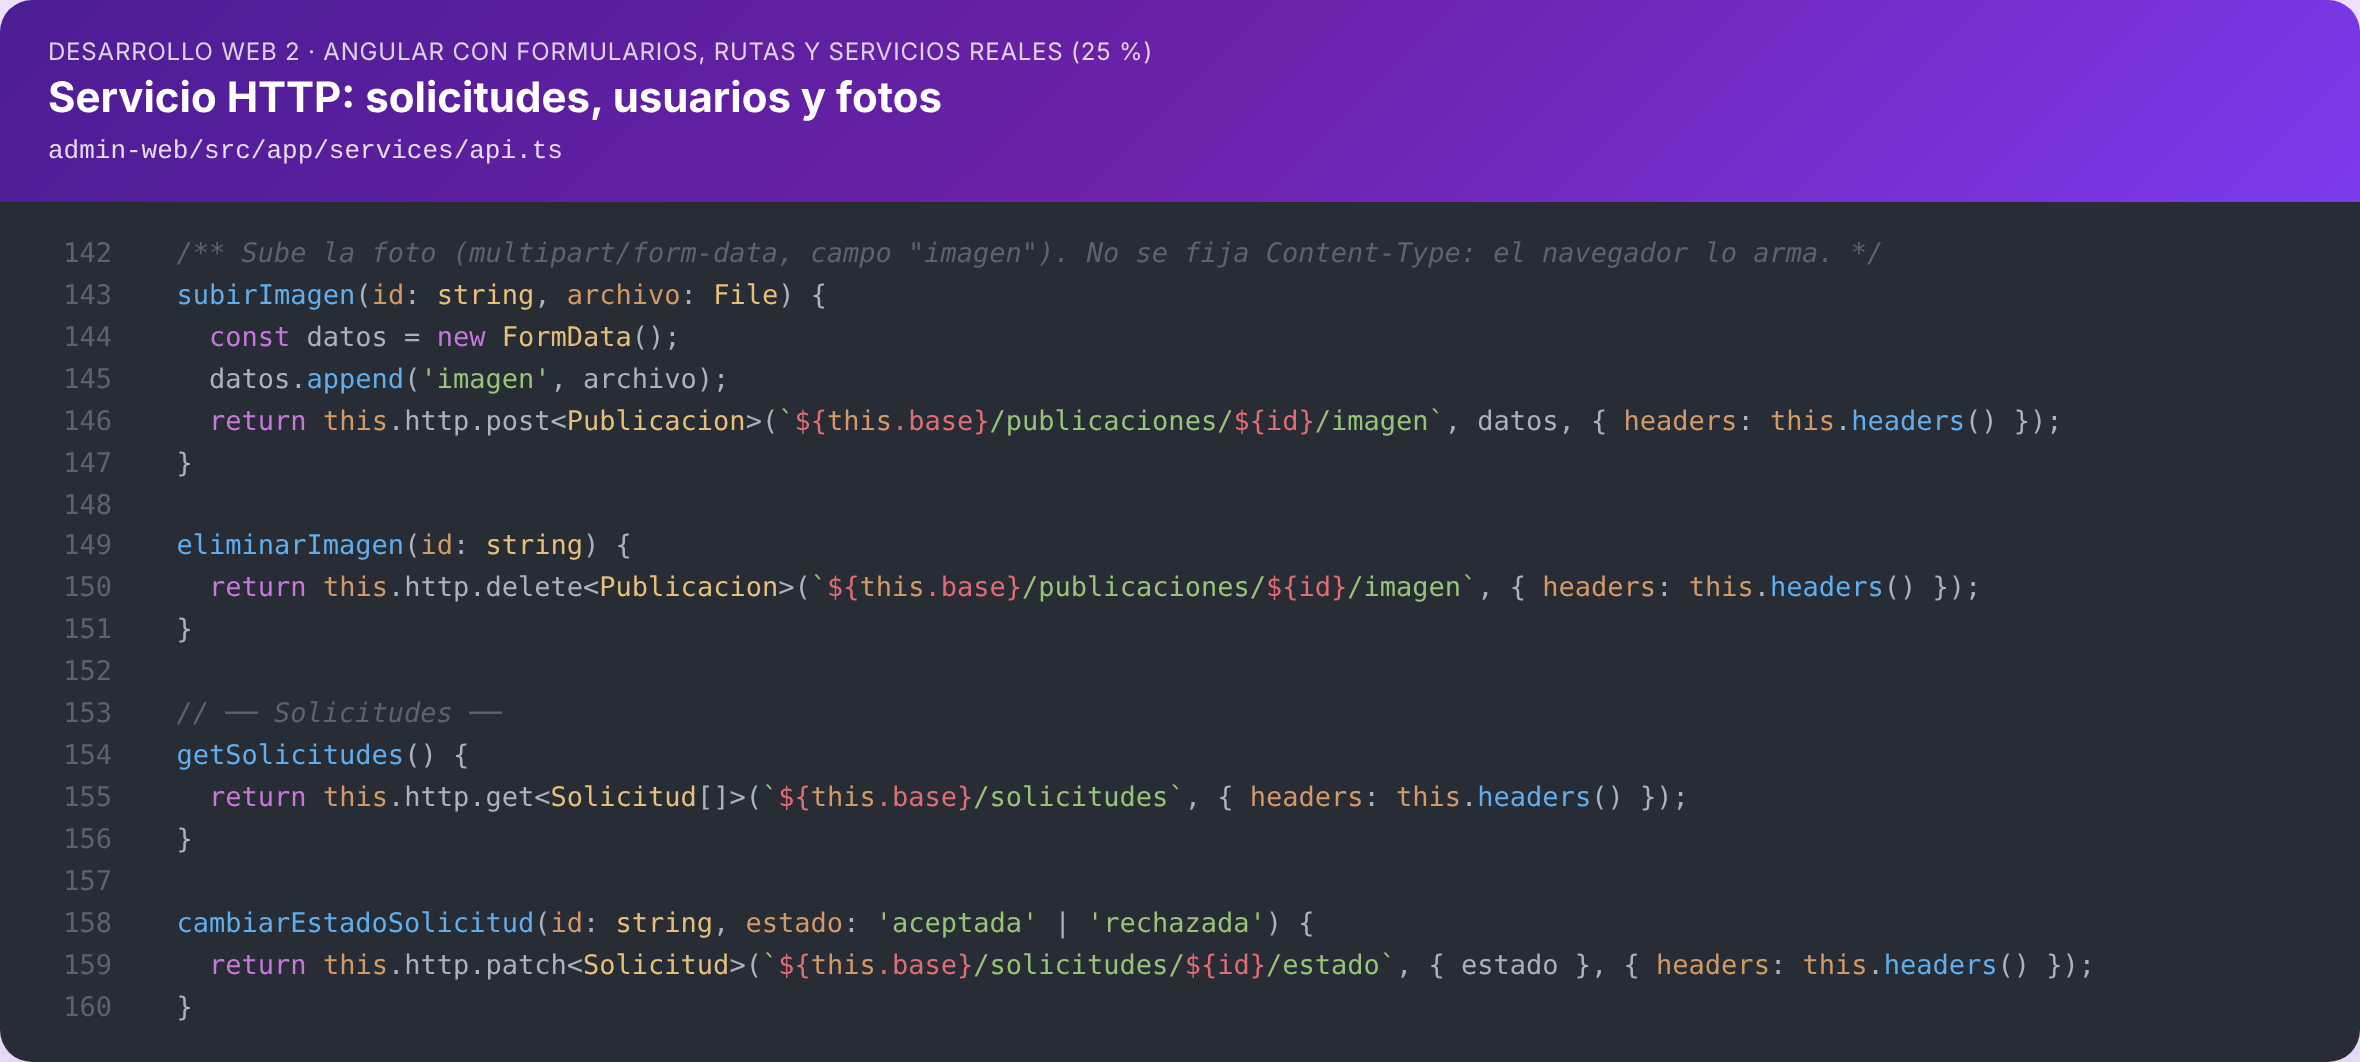 DESARROLLO WEB 2 · ANGULAR CON FORMULARIOS, RUTAS Y SERVICIOS REALES (25 %)
Servicio HTTP: solicitudes, usuarios y fotos
admin-web/src/app/services/api.ts
142 /** Sube la foto (multipart/form-data, campo "imagen"). No se fija Content-Type: el navegador lo arma. */
143 subirImagen(id: string, archivo: File) {
144 const datos = new FormData();
145 datos.append('imagen', archivo);
146 return this.http.post<Publicacion>(`${this.base}/publicaciones/${id}/imagen`, datos, { headers: this.headers() });
147 }
148
149 eliminarImagen(id: string) {
150 return this.http.delete<Publicacion>(`${this.base}/publicaciones/${id}/imagen`, { headers: this.headers() });
151 }
152
153 // ── Solicitudes ──
154 getSolicitudes() {
155 return this.http.get<Solicitud[]>(`${this.base}/solicitudes`, { headers: this.headers() });
156 }
157
158 cambiarEstadoSolicitud(id: string, estado: 'aceptada' | 'rechazada') {
159 return this.http.patch<Solicitud>(`${this.base}/solicitudes/${id}/estado`, { estado }, { headers: this.headers() });
160 }